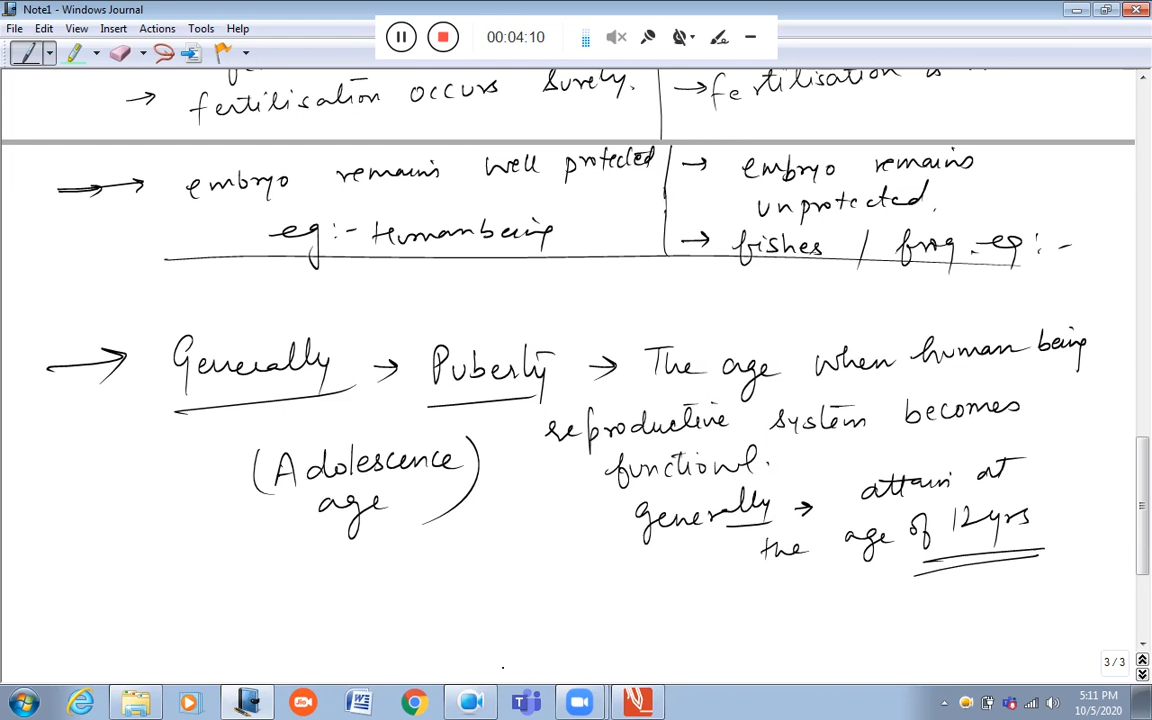 Note1 - Windows Journal
File Edit View Insert Actions Tools Help
00:04:10
→ fertilisation occurs surely.
→ fertilisation is
→ embryo remains well protected
eg:- Human being
→ embryo remains
unprotected.
→ fishes / frog. eg:-
→ Generally → Puberty → The age when human being
reproductive system becomes
functionl.
(Adolescence
age)
generally → attain at
the age of 12 yrs
3 / 3
5:11 PM
10/5/2020